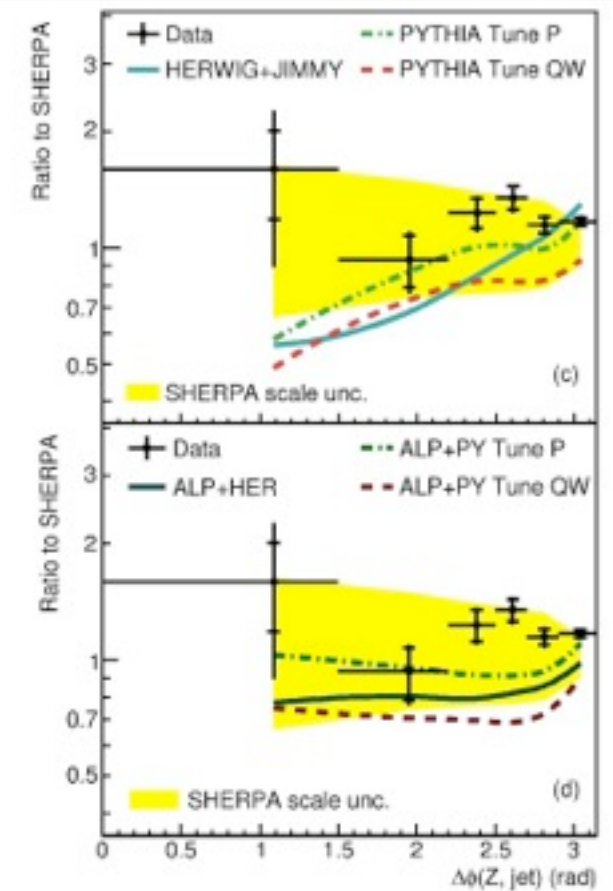 Ratio to SHERPA
Data
PYTHIA Tune P
HERWIG+JIMMY
PYTHIA Tune QW
3
2
1
0.7
0.5
(c)
SHERPA scale unc.
Ratio to SHERPA
Data
ALP+PY Tune P
ALP+HER
ALP+PY Tune QW
3
2
1
0.7
0.5
(d)
SHERPA scale unc.
0 0.5 1 1.5 2 2.5 3
Δϕ(Z, jet) (rad)